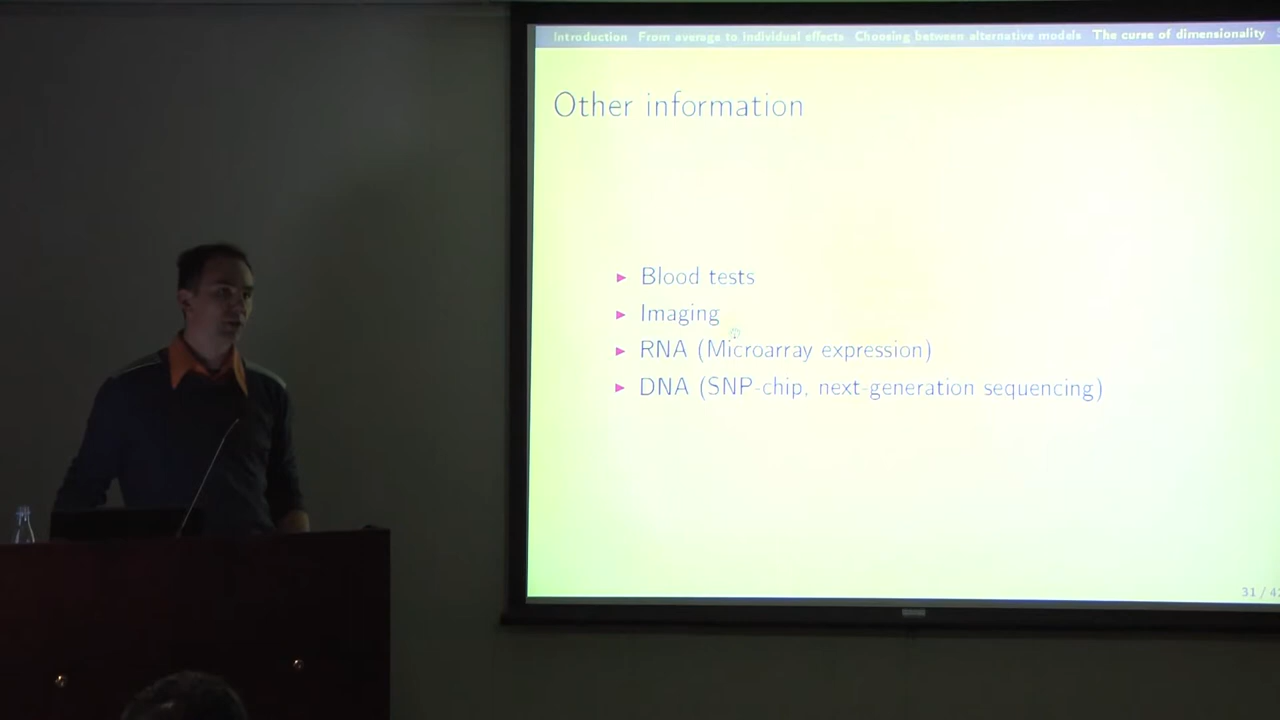 Introduction From average to individual effects Choosing between alternative models The curse of dimensionality
Other information
Blood tests
Imaging
RNA (Microarray expression)
DNA (SNP-chip, next-generation sequencing)
31 / 42